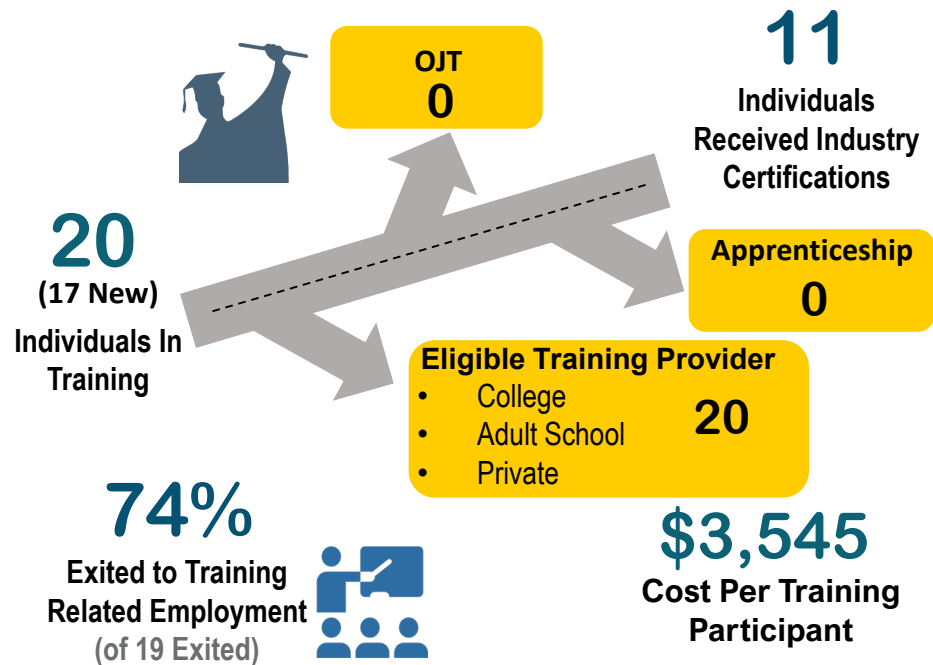 OJT
0
11
Individuals
Received Industry
Certifications
20
(17 New)
Individuals In
Training
Apprenticeship
0
Eligible Training Provider
• College
• Adult School
• Private
20
74%
Exited to Training
Related Employment
(of 19 Exited)
$3,545
Cost Per Training
Participant